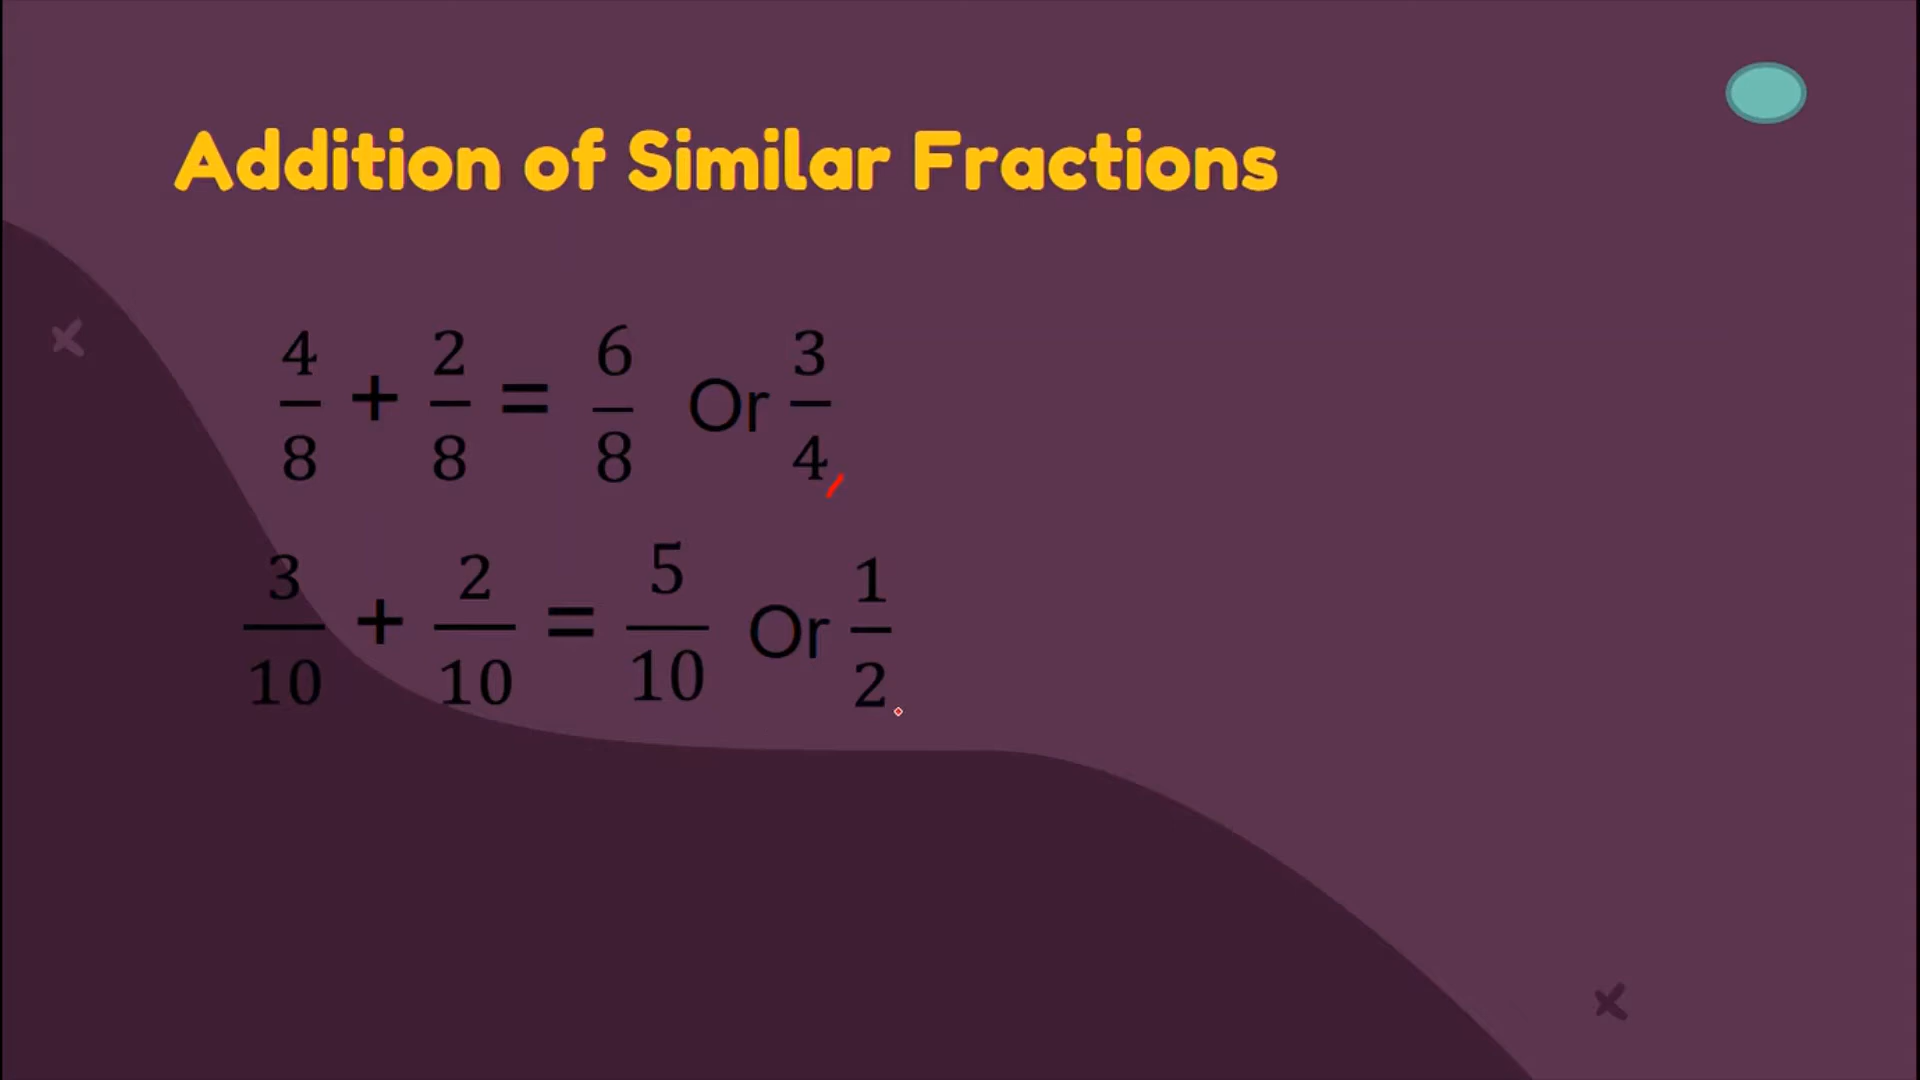 Addition of Similar Fractions
4/8 + 2/8 = 6/8 Or 3/4
3/10 + 2/10 = 5/10 Or 1/2